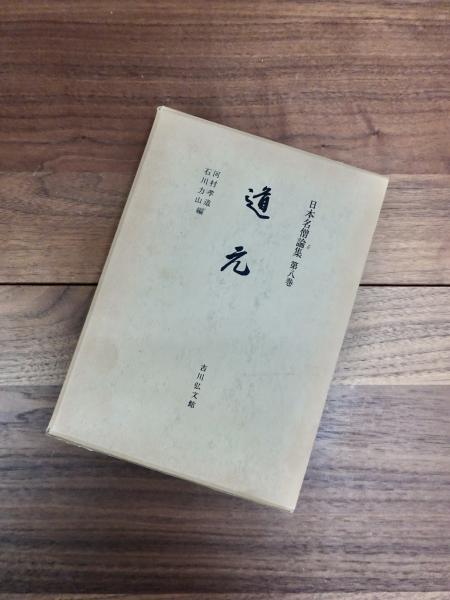 日本名僧論集 第八巻
道元
河村孝道
石川力山編
吉川弘文館